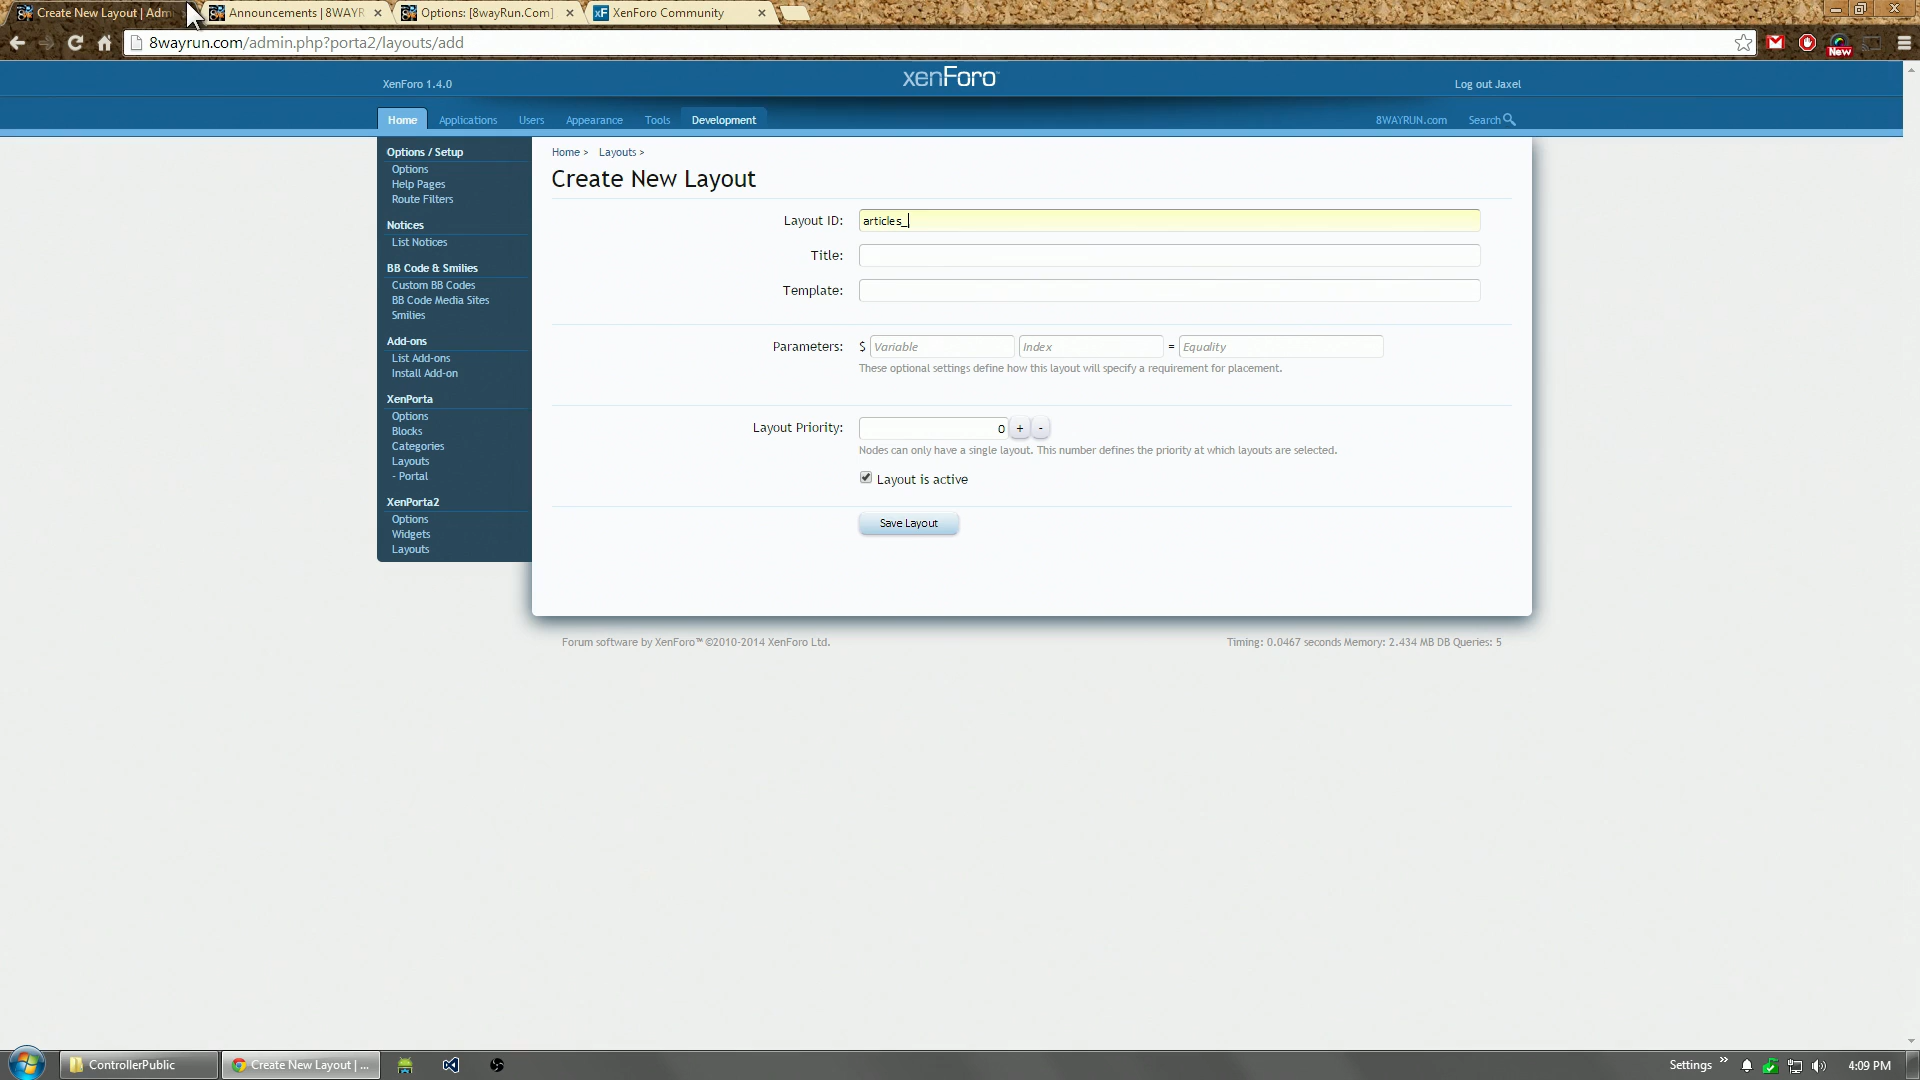 Create New Layout | Adm
Announcements | 8WAYR
Options: [8wayRun.Com]
XenForo Community
8wayrun.com/admin.php?porta2/layouts/add
New
XenForo 1.4.0
xenForo
Log out Jaxel
Home
Applications
Users
Appearance
Tools
Development
8WAYRUN.com
Search
Options / Setup
Options
Help Pages
Route Filters
Notices
List Notices
BB Code & Smilies
Custom BB Codes
BB Code Media Sites
Smilies
Add-ons
List Add-ons
Install Add-on
XenPorta
Options
Blocks
Categories
Layouts
- Portal
XenPorta2
Options
Widgets
Layouts
Home > Layouts >
Create New Layout
Layout ID: articles_
Title:
Template:
Parameters: $ Variable Index = Equality
These optional settings define how this layout will specify a requirement for placement.
Layout Priority: 0 + -
Nodes can only have a single layout. This number defines the priority at which layouts are selected.
Layout is active
Save Layout
Forum software by XenForo™ ©2010-2014 XenForo Ltd.
Timing: 0.0467 seconds Memory: 2.434 MB DB Queries: 5
ControllerPublic
Create New Layout | ...
Settings
4:09 PM